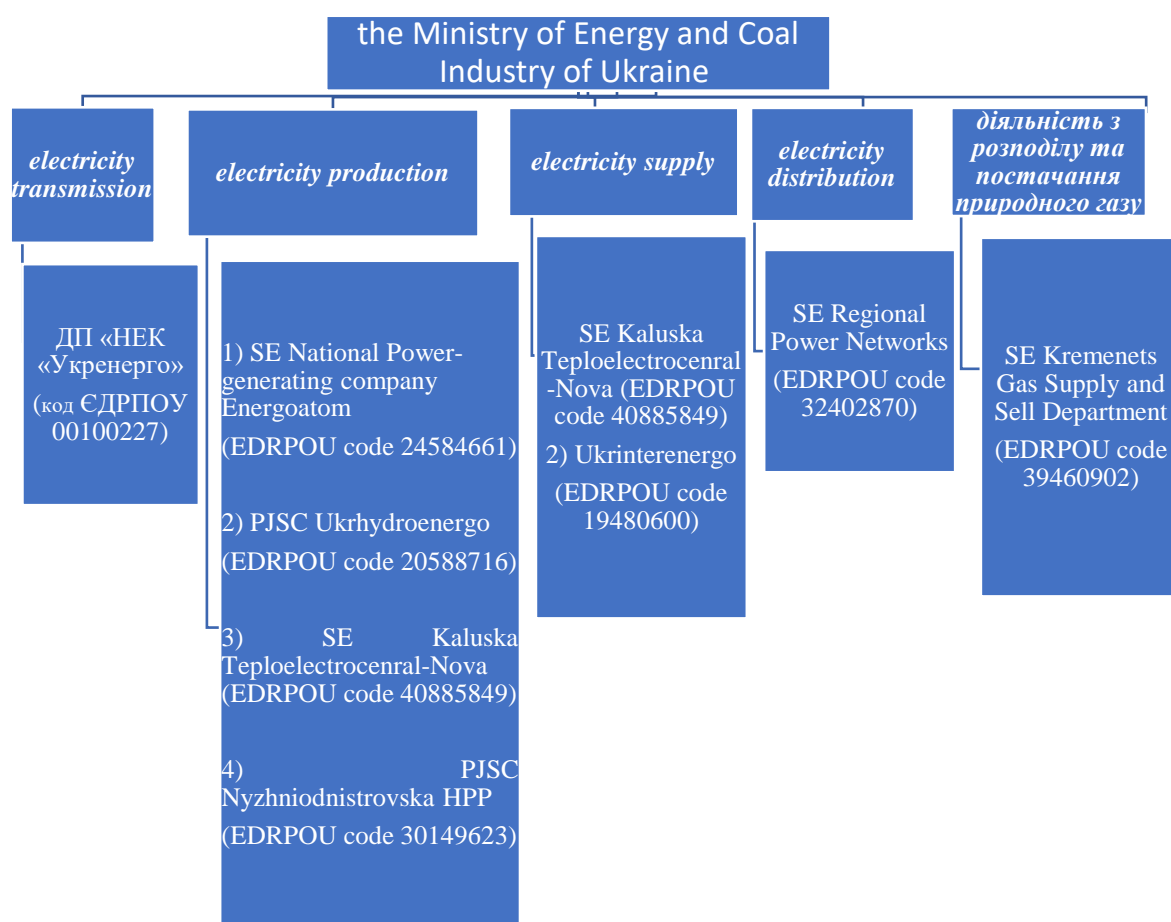 the Ministry of Energy and Coal
Industry of Ukraine
electricity
transmission
ДП «НЕК
«Укренерго»
(код ЄДРПОУ
00100227)
electricity production
1) SE National Power-
generating company
Energoatom
(EDRPOU code 24584661)
2) PJSC Ukrhydroenergo
(EDRPOU code 20588716)
3) SE Kaluska
Teploelectrocenral-Nova
(EDRPOU code 40885849)
4) PJSC
Nyzhniodnistrovska HPP
(EDRPOU code 30149623)
electricity supply
SE Kaluska
Teploelectrocenral
-Nova (EDRPOU
code 40885849)
2) Ukrinterenergo
(EDRPOU code
19480600)
electricity
distribution
SE Regional
Power Networks
(EDRPOU code
32402870)
діяльність з
розподілу та
постачання
природного газу
SE Kremenets
Gas Supply and
Sell Department
(EDRPOU code
39460902)